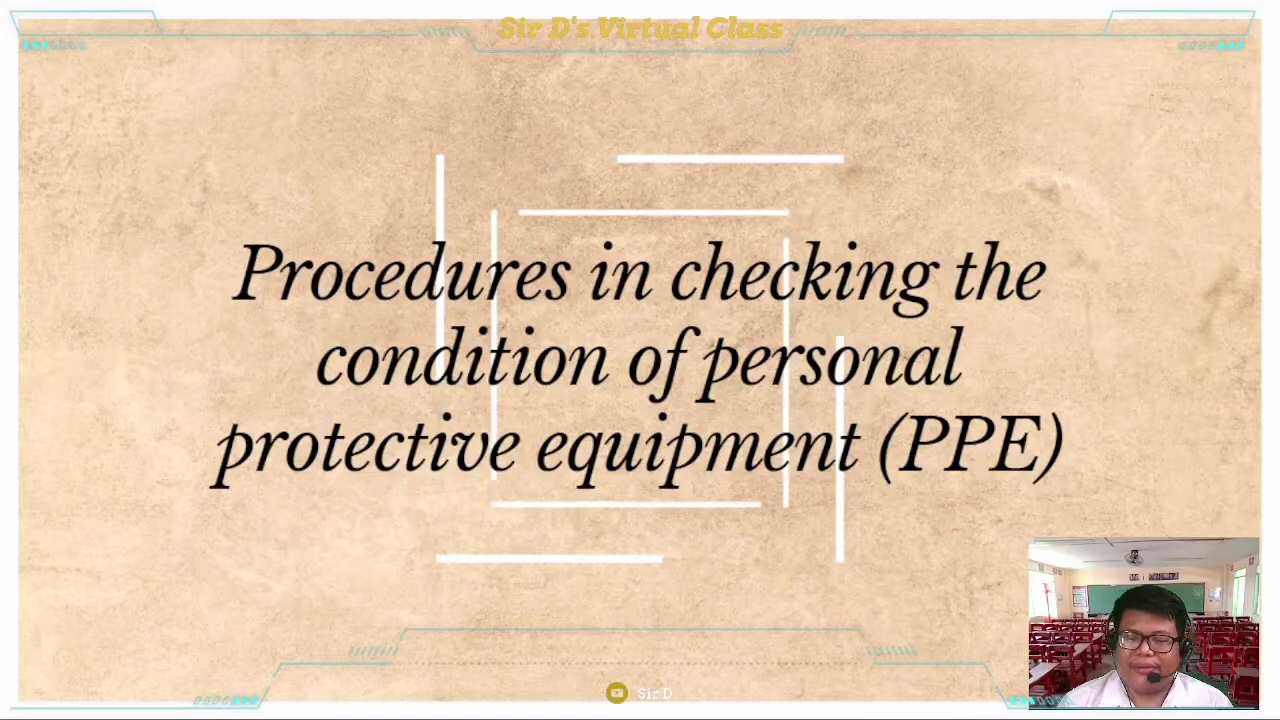 Sir D's Virtual Class
Procedures in checking the
condition of personal
protective equipment (PPE)
Sir D